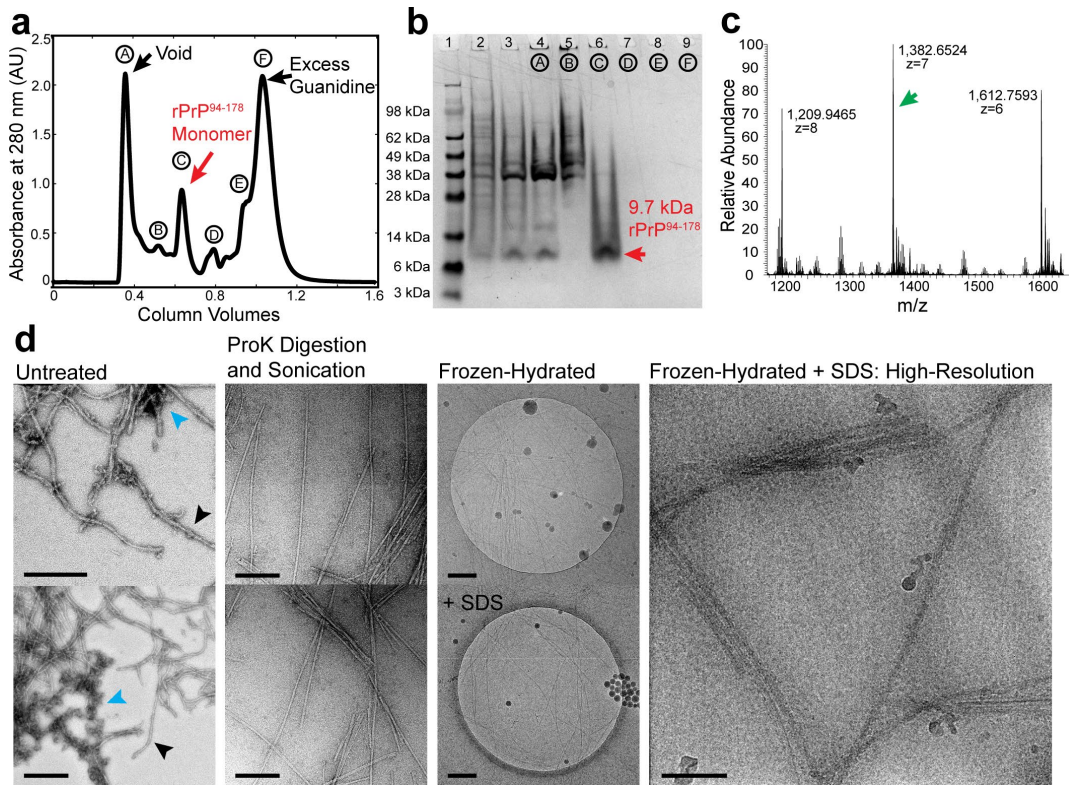 a
Absorbance at 280 nm (AU)
2.5
2.0
1.5
1.0
0.5
0
0
0.4
0.8
1.2
1.6
Column Volumes
A
Void
F
Excess
Guanidine
rPrP94-178
Monomer
C
E
B
D
b
1 2 3 4 5 6 7 8 9
A B C D E F
98 kDa
62 kDa
49 kDa
38 kDa
28 kDa
14 kDa
6 kDa
3 kDa
9.7 kDa
rPrP94-178
c
Relative Abundance
100
90
80
70
60
50
40
30
20
10
0
1200 1300 1400 1500 1600
m/z
1,382.6524
z=7
1,209.9465
z=8
1,612.7593
z=6
d
Untreated
ProK Digestion
and Sonication
Frozen-Hydrated
+ SDS
Frozen-Hydrated + SDS: High-Resolution